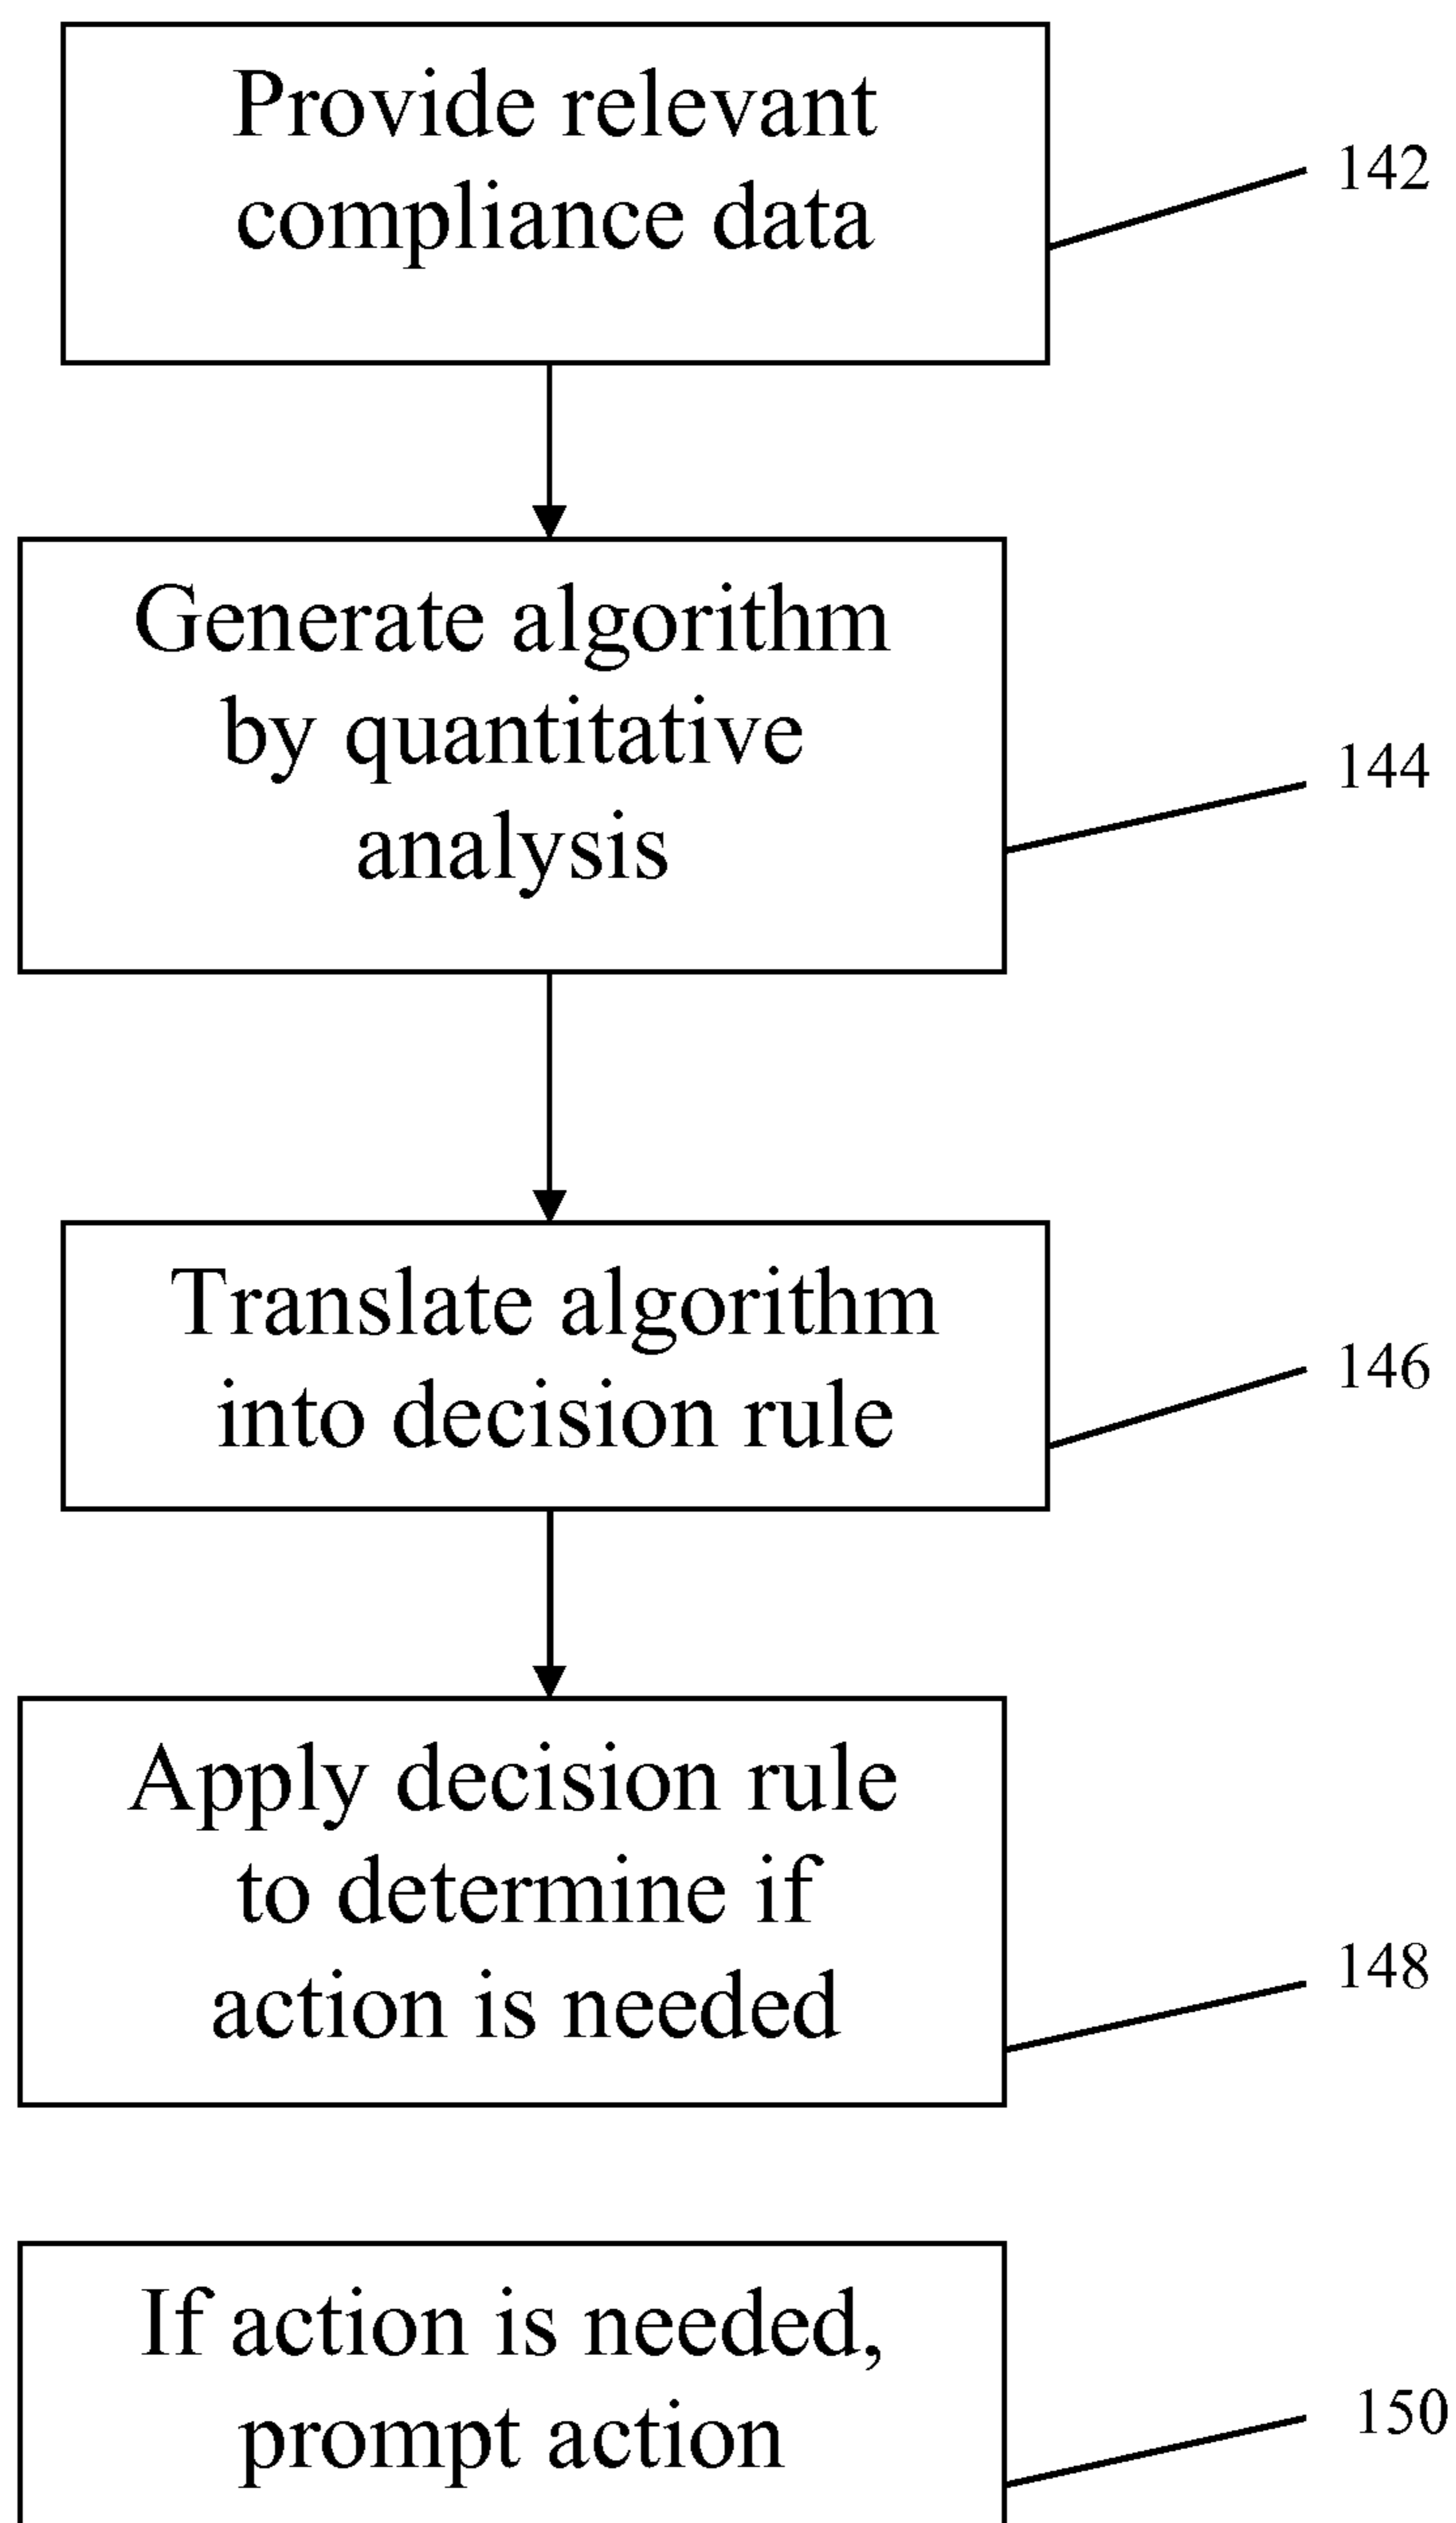 Provide relevant
compliance data
142
Generate algorithm
by quantitative
analysis
144
Translate algorithm
into decision rule
146
Apply decision rule
to determine if
action is needed
148
If action is needed,
prompt action
150